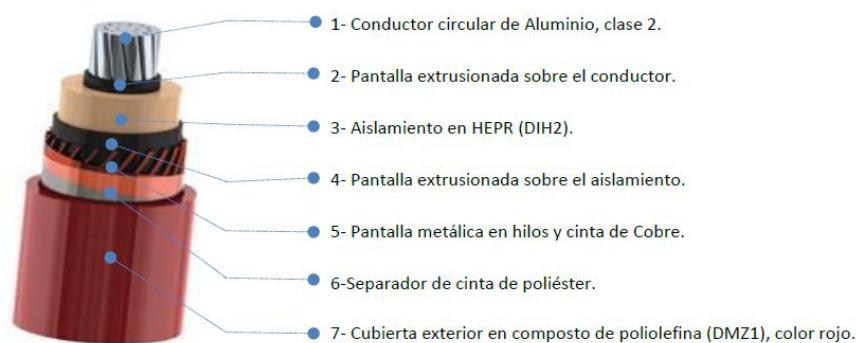 1- Conductor circular de Aluminio, clase 2.
2- Pantalla extrusionada sobre el conductor.
3- Aislamiento en HEPR (DIH2).
4- Pantalla extrusionada sobre el aislamiento.
5- Pantalla metálica en hilos y cinta de Cobre.
6-Separador de cinta de poliéster.
7- Cubierta exterior en composto de poliolefina (DMZ1), color rojo.